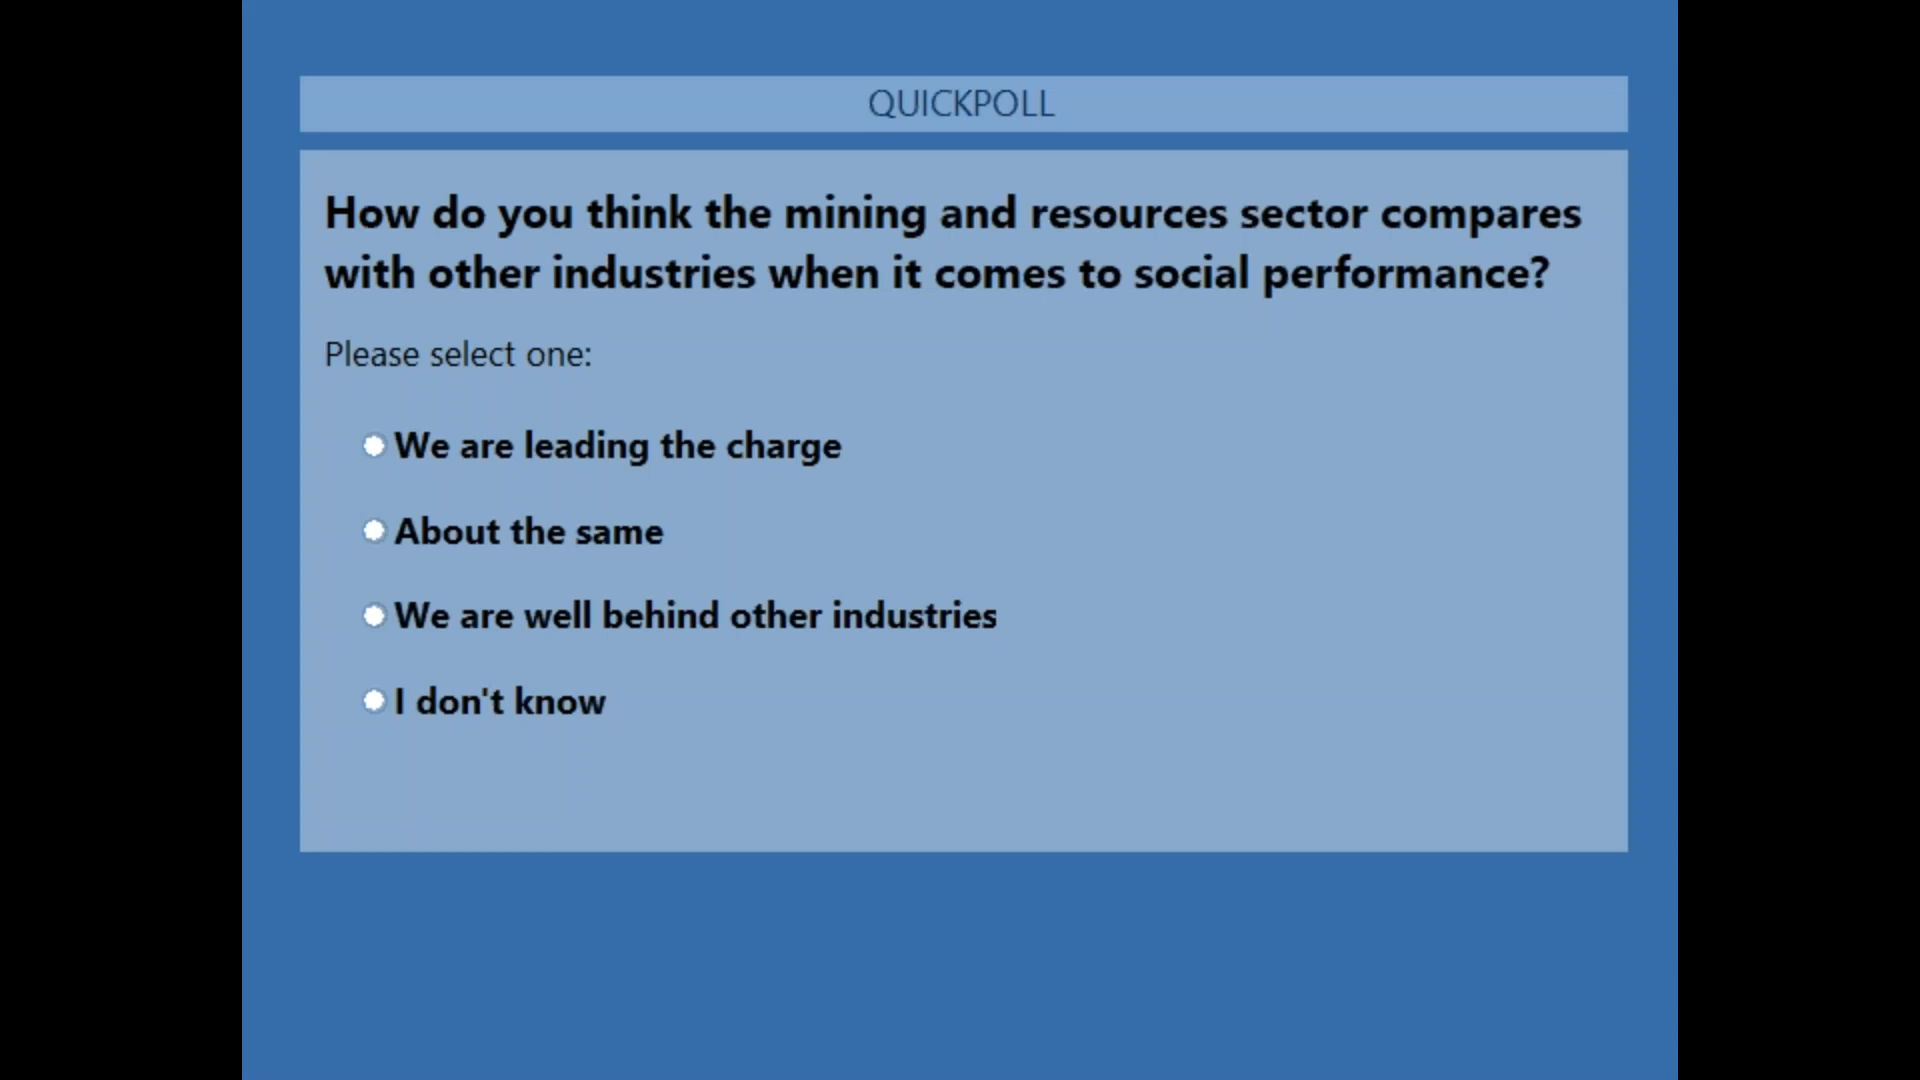 QUICKPOLL
How do you think the mining and resources sector compares
with other industries when it comes to social performance?
Please select one:
We are leading the charge
About the same
We are well behind other industries
I don't know